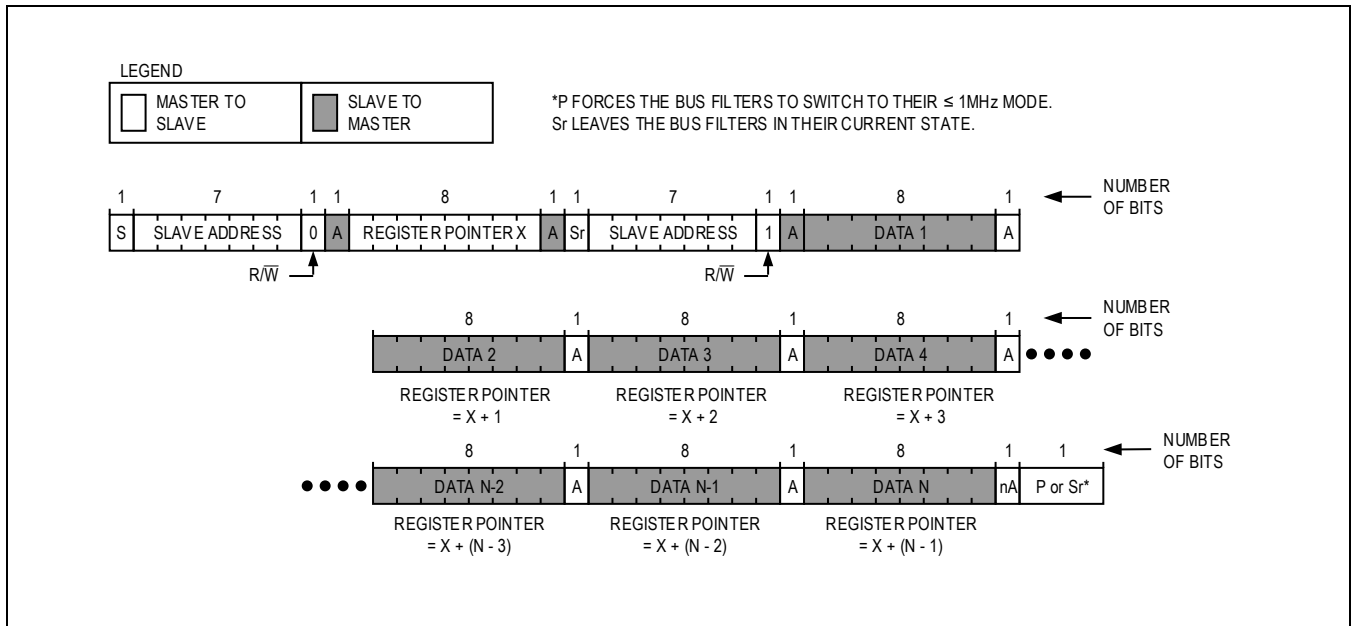 LEGEND
MASTER TO SLAVE
SLAVE TO MASTER
*P FORCES THE BUS FILTERS TO SWITCH TO THEIR ≤ 1MHz MODE.
Sr LEAVES THE BUS FILTERS IN THEIR CURRENT STATE.
1 7 1 1 8 1 1 7 1 1 8 1 NUMBER OF BITS
S SLAVE ADDRESS 0 A REGISTER POINTER X A Sr SLAVE ADDRESS 1 A DATA 1 A
R/W̅ R/W̅
8 1 8 1 8 1 NUMBER OF BITS
DATA 2 A DATA 3 A DATA 4 A
REGISTER POINTER REGISTER POINTER REGISTER POINTER
= X + 1 = X + 2 = X + 3
8 1 8 1 8 1 1 NUMBER OF BITS
DATA N-2 A DATA N-1 A DATA N nA P or Sr*
REGISTER POINTER REGISTER POINTER REGISTER POINTER
= X + (N - 3) = X + (N - 2) = X + (N - 1)